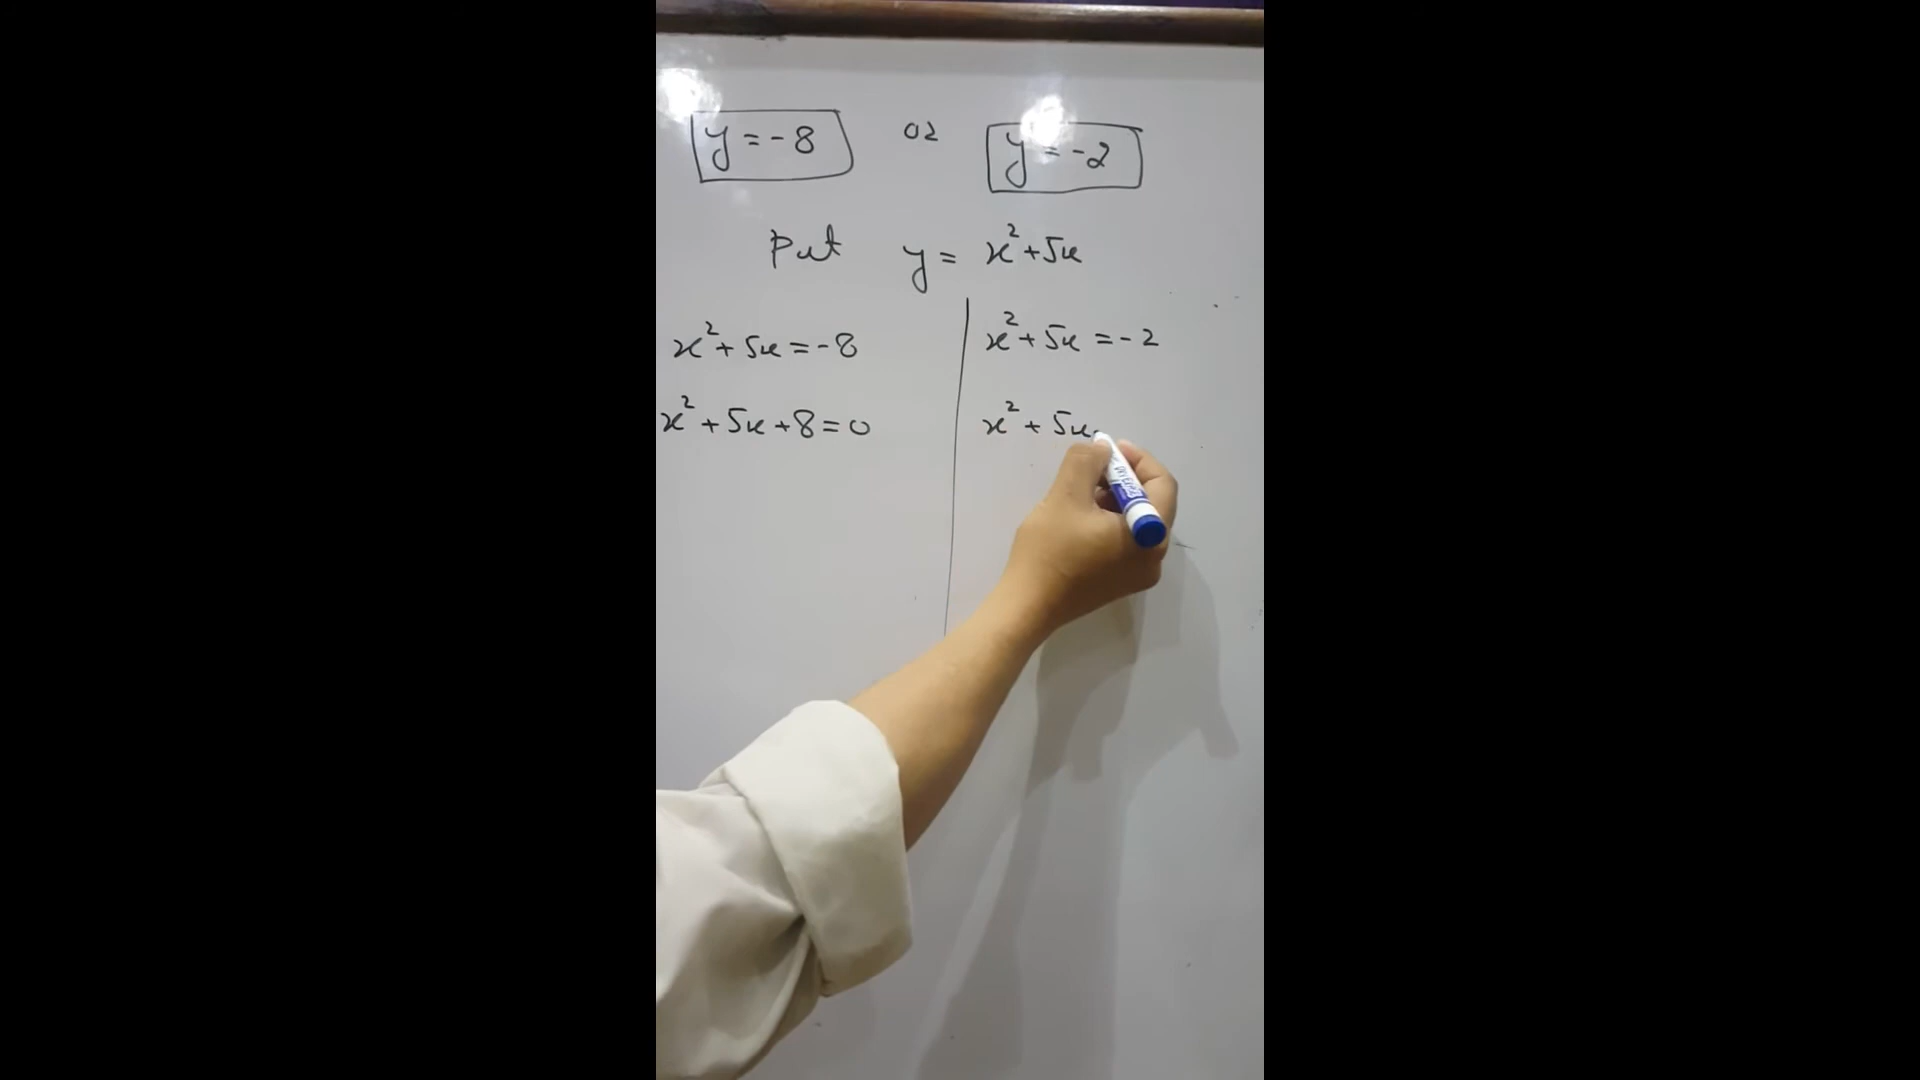 y = -8 or y = -2
Put y = x² + 5x
x² + 5x = -8
x² + 5x + 8 = 0
x² + 5x = -2
x² + 5x